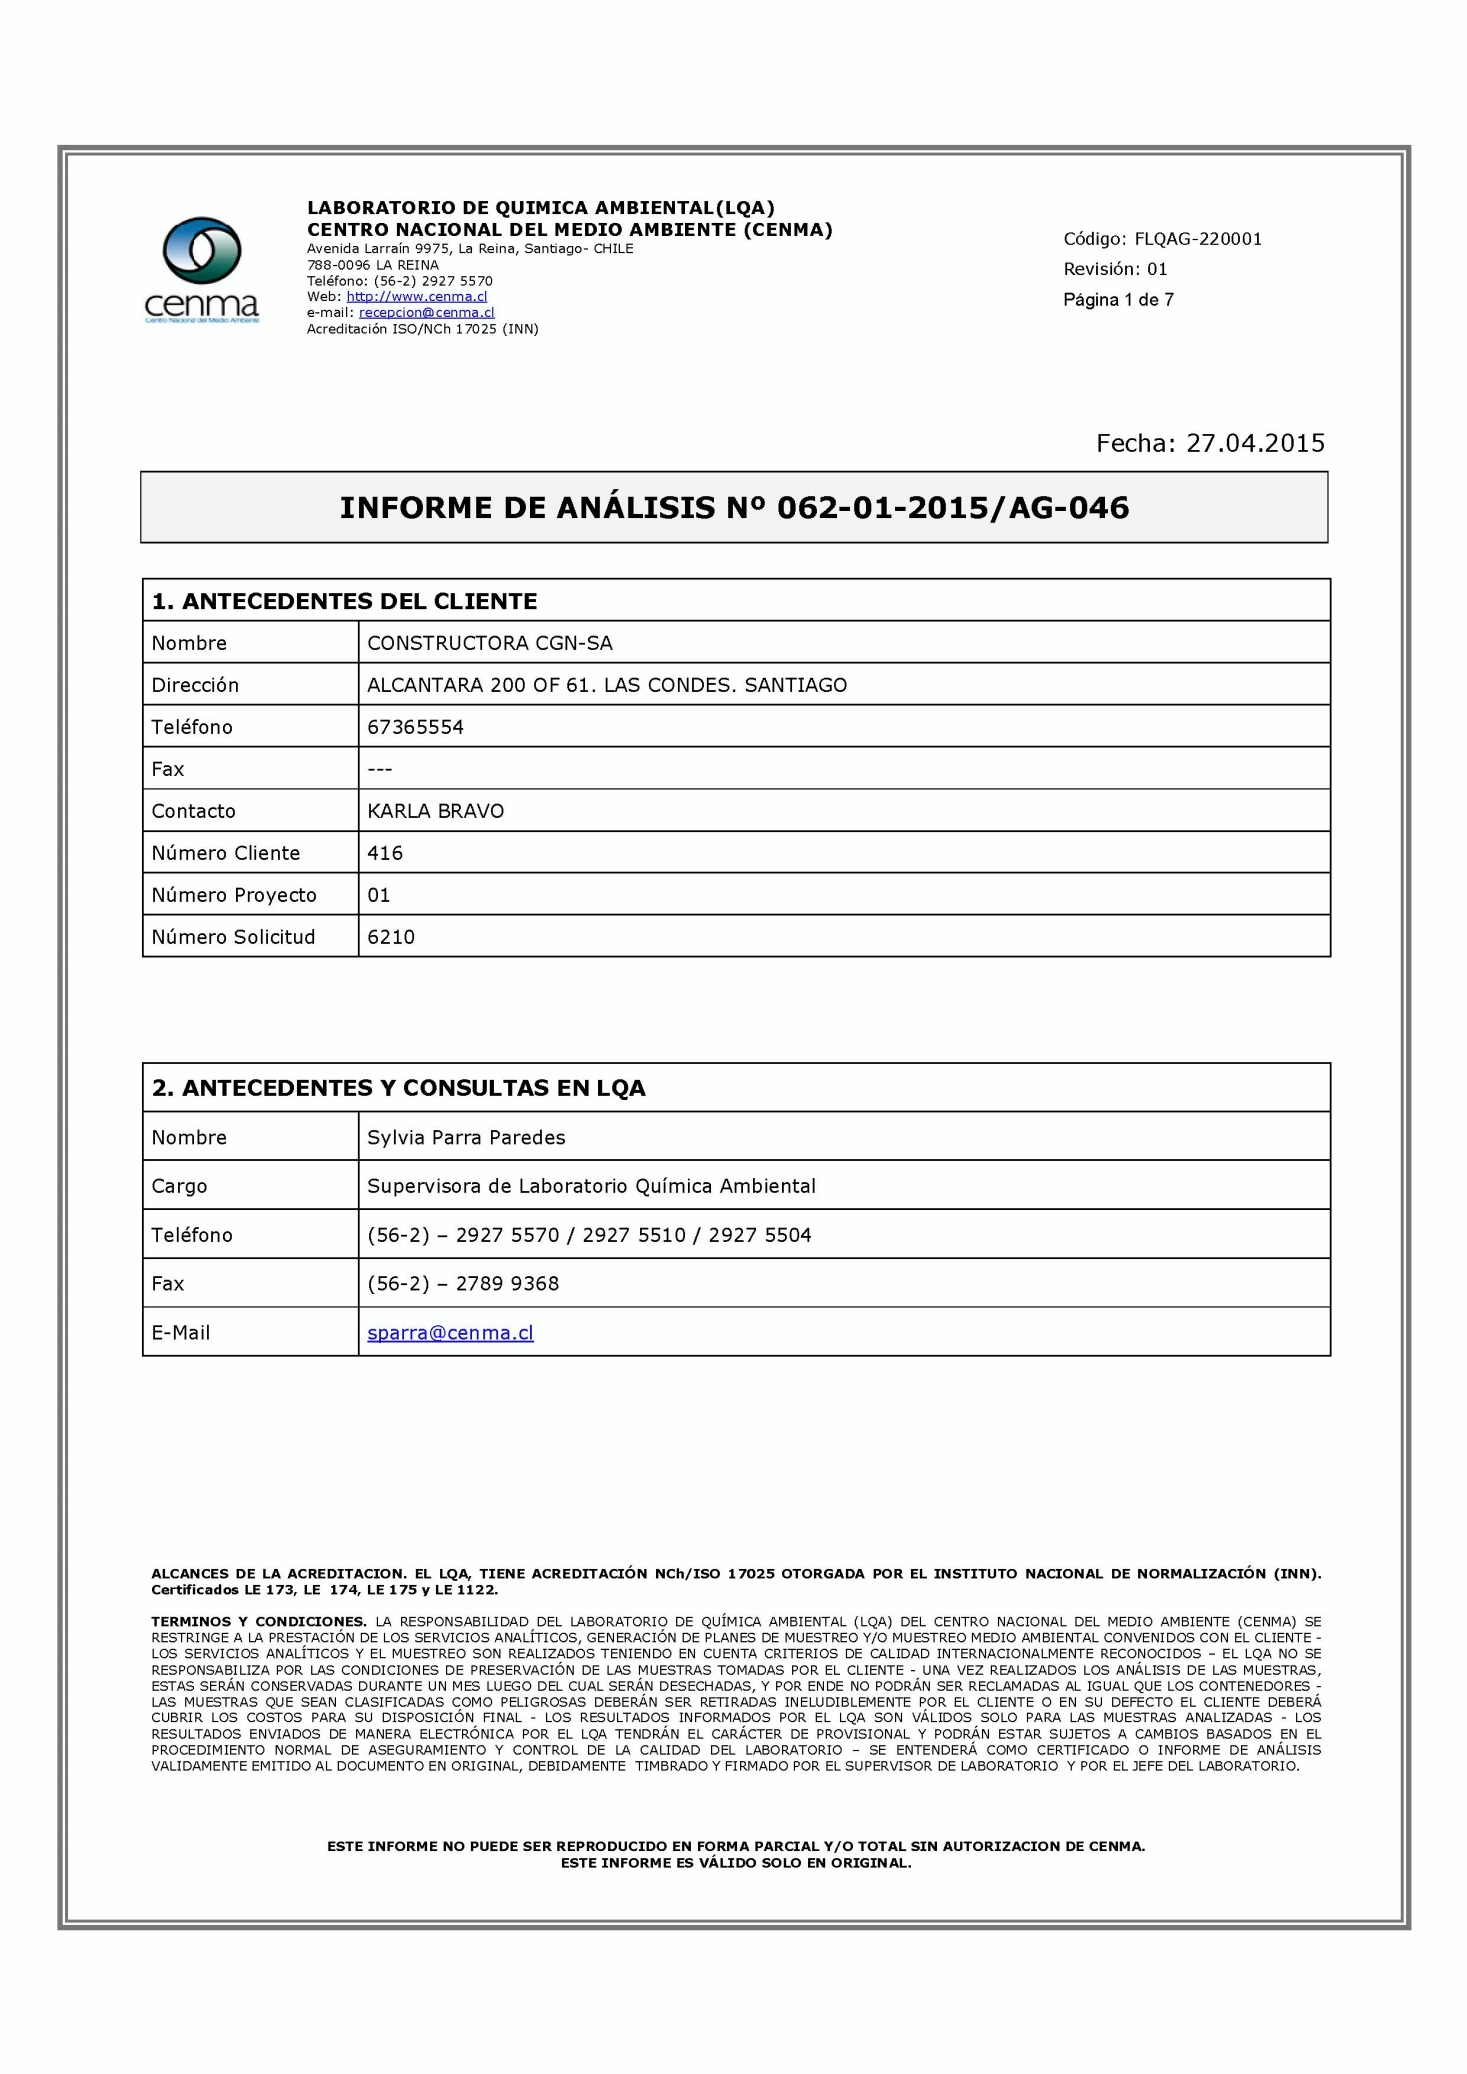 cenma
Centro Nacional del Medio Ambiente
LABORATORIO DE QUIMICA AMBIENTAL(LQA)
CENTRO NACIONAL DEL MEDIO AMBIENTE (CENMA)
Avenida Larraín 9975, La Reina, Santiago- CHILE
788-0096 LA REINA
Teléfono: (56-2) 2927 5570
Web: http://www.cenma.cl
e-mail: recepcion@cenma.cl
Acreditación ISO/NCh 17025 (INN)
Código: FLQAG-220001
Revisión: 01
Página 1 de 7
Fecha: 27.04.2015
INFORME DE ANÁLISIS Nº 062-01-2015/AG-046
1. ANTECEDENTES DEL CLIENTE
Nombre CONSTRUCTORA CGN-SA
Dirección ALCANTARA 200 OF 61. LAS CONDES. SANTIAGO
Teléfono 67365554
Fax ---
Contacto KARLA BRAVO
Número Cliente 416
Número Proyecto 01
Número Solicitud 6210
2. ANTECEDENTES Y CONSULTAS EN LQA
Nombre Sylvia Parra Paredes
Cargo Supervisora de Laboratorio Química Ambiental
Teléfono (56-2) – 2927 5570 / 2927 5510 / 2927 5504
Fax (56-2) – 2789 9368
E-Mail sparra@cenma.cl
ALCANCES DE LA ACREDITACION. EL LQA, TIENE ACREDITACIÓN NCh/ISO 17025 OTORGADA POR EL INSTITUTO NACIONAL DE NORMALIZACIÓN (INN).
Certificados LE 173, LE 174, LE 175 y LE 1122.
TERMINOS Y CONDICIONES. LA RESPONSABILIDAD DEL LABORATORIO DE QUÍMICA AMBIENTAL (LQA) DEL CENTRO NACIONAL DEL MEDIO AMBIENTE (CENMA) SE
RESTRINGE A LA PRESTACIÓN DE LOS SERVICIOS ANALÍTICOS, GENERACIÓN DE PLANES DE MUESTREO Y/O MUESTREO MEDIO AMBIENTAL CONVENIDOS CON EL CLIENTE -
LOS SERVICIOS ANALÍTICOS Y EL MUESTREO SON REALIZADOS TENIENDO EN CUENTA CRITERIOS DE CALIDAD INTERNACIONALMENTE RECONOCIDOS – EL LQA NO SE
RESPONSABILIZA POR LAS CONDICIONES DE PRESERVACIÓN DE LAS MUESTRAS TOMADAS POR EL CLIENTE - UNA VEZ REALIZADOS LOS ANÁLISIS DE LAS MUESTRAS,
ESTAS SERÁN CONSERVADAS DURANTE UN MES LUEGO DEL CUAL SERÁN DESECHADAS, Y POR ENDE NO PODRÁN SER RECLAMADAS AL IGUAL QUE LOS CONTENEDORES -
LAS MUESTRAS QUE SEAN CLASIFICADAS COMO PELIGROSAS DEBERÁN SER RETIRADAS INELUDIBLEMENTE POR EL CLIENTE O EN SU DEFECTO EL CLIENTE DEBERÁ
CUBRIR LOS COSTOS PARA SU DISPOSICIÓN FINAL - LOS RESULTADOS INFORMADOS POR EL LQA SON VÁLIDOS SOLO PARA LAS MUESTRAS ANALIZADAS - LOS
RESULTADOS ENVIADOS DE MANERA ELECTRÓNICA POR EL LQA TENDRÁN EL CARÁCTER DE PROVISIONAL Y PODRÁN ESTAR SUJETOS A CAMBIOS BASADOS EN EL
PROCEDIMIENTO NORMAL DE ASEGURAMIENTO Y CONTROL DE LA CALIDAD DEL LABORATORIO – SE ENTENDERÁ COMO CERTIFICADO O INFORME DE ANÁLISIS
VALIDAMENTE EMITIDO AL DOCUMENTO EN ORIGINAL, DEBIDAMENTE TIMBRADO Y FIRMADO POR EL SUPERVISOR DE LABORATORIO Y POR EL JEFE DEL LABORATORIO.
ESTE INFORME NO PUEDE SER REPRODUCIDO EN FORMA PARCIAL Y/O TOTAL SIN AUTORIZACION DE CENMA.
ESTE INFORME ES VÁLIDO SOLO EN ORIGINAL.